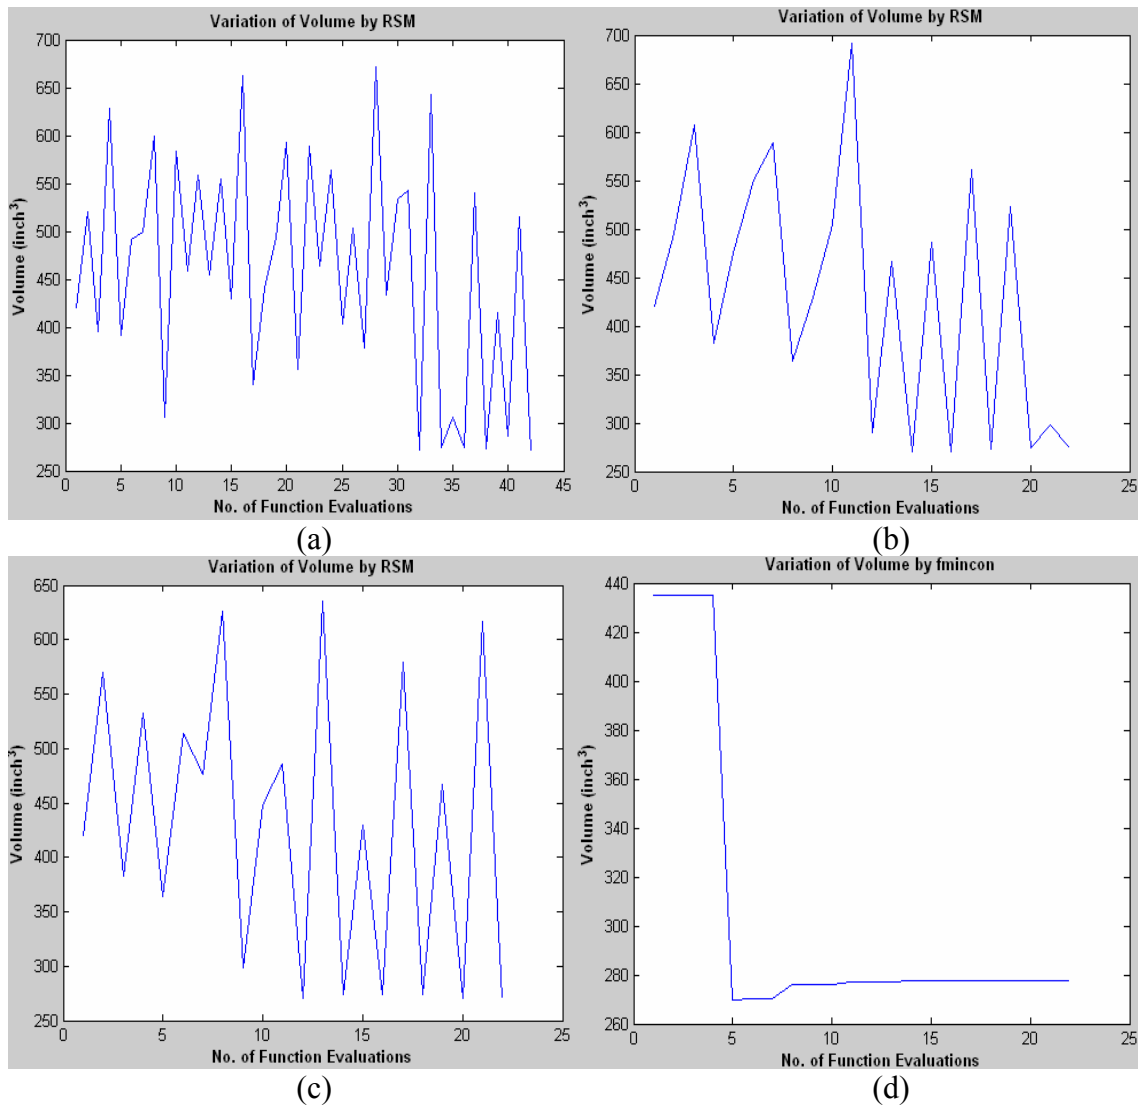 Variation of Volume by RSM
700
650
600
550
500
450
400
350
300
250
Volume (inch³)
0 5 10 15 20 25 30 35 40 45
No. of Function Evaluations
(a)
Variation of Volume by RSM
700
650
600
550
500
450
400
350
300
250
Volume (inch³)
0 5 10 15 20 25
No. of Function Evaluations
(b)
Variation of Volume by RSM
650
600
550
500
450
400
350
300
250
Volume (inch³)
0 5 10 15 20 25
No. of Function Evaluations
(c)
Variation of Volume by fmincon
440
420
400
380
360
340
320
300
280
260
Volume (inch³)
0 5 10 15 20 25
No. of Function Evaluations
(d)